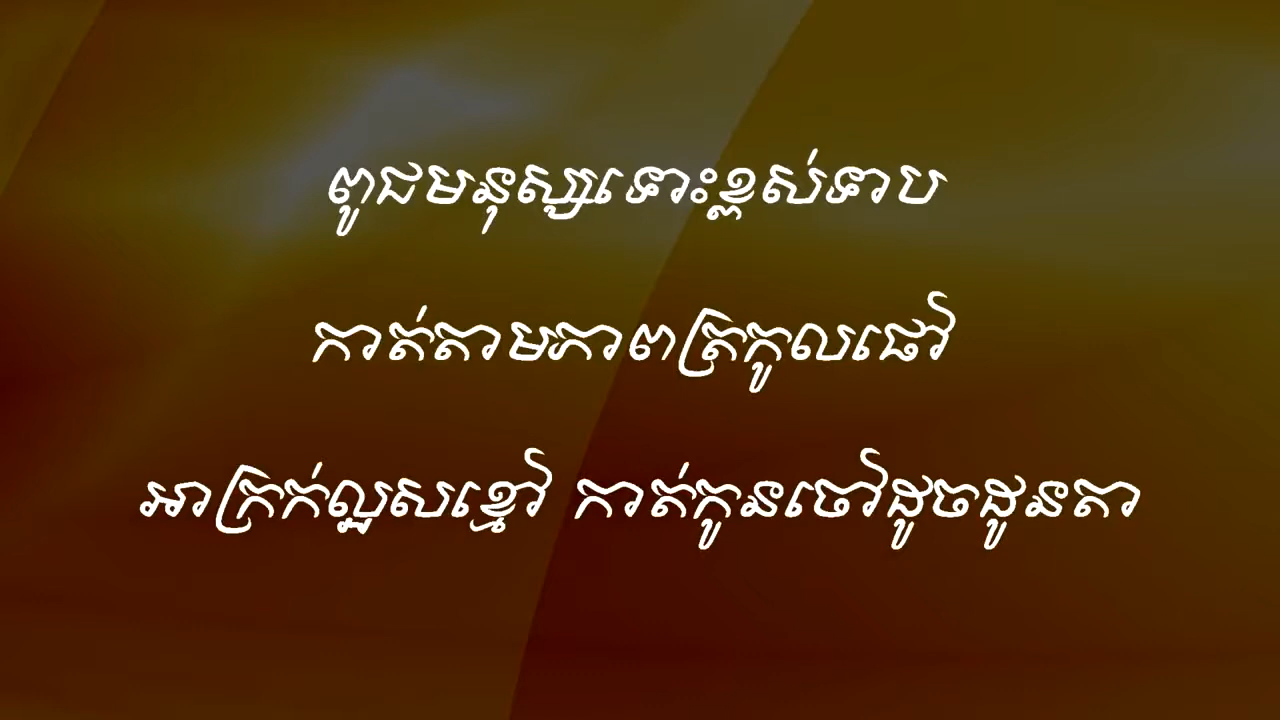 ពូជមនុស្សទោះខ្ពស់ទាប
កាត់តាមភាពត្រកូលផៅ
អាក្រក់ល្អសខ្មៅ កាត់កូនចៅដូចដូនតា